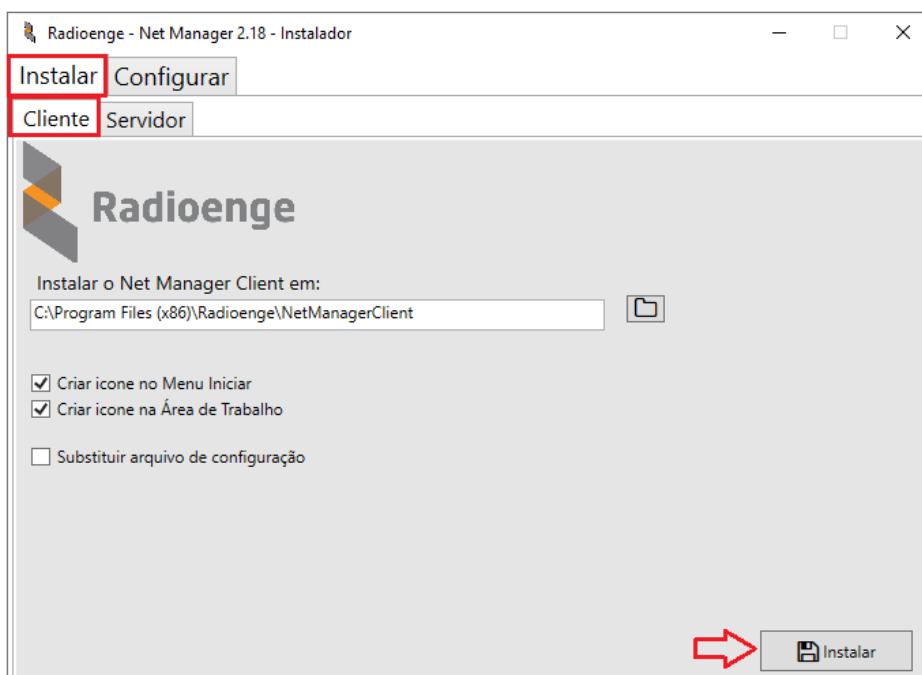 Radioenge - Net Manager 2.18 - Instalador
Instalar Configurar
Cliente Servidor
Radioenge
Instalar o Net Manager Client em:
C:\Program Files (x86)\Radioenge\NetManagerClient
Criar icone no Menu Iniciar
Criar icone na Área de Trabalho
Substituir arquivo de configuração
Instalar